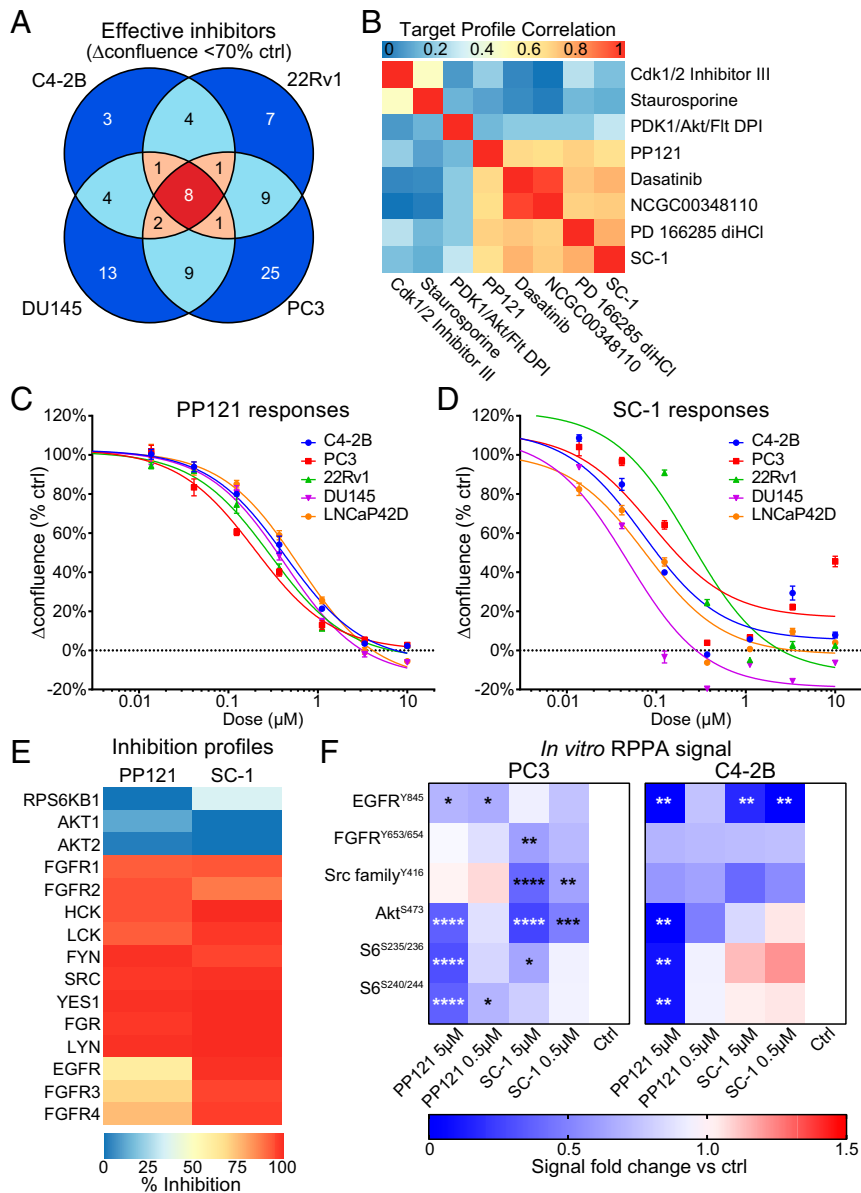 A
Effective inhibitors
(Δconfluence <70% ctrl)
C4-2B
22Rv1
3
4
7
1
1
4
8
9
2
1
13
9
25
DU145
PC3
B
Target Profile Correlation
0 0.2 0.4 0.6 0.8 1
Cdk1/2 Inhibitor III
Staurosporine
PDK1/Akt/Flt DPI
PP121
Dasatinib
NCGC00348110
PD 166285 diHCl
SC-1
Cdk1/2 Inhibitor III
Staurosporine
PDK1/Akt/Flt DPI
PP121
Dasatinib
NCGC00348110
PD 166285 diHCl
SC-1
C
PP121 responses
120%
100%
80%
60%
40%
20%
0%
-20%
Δconfluence (% ctrl)
C4-2B
PC3
22Rv1
DU145
LNCaP42D
0.01 0.1 1 10
Dose (μM)
D
SC-1 responses
120%
100%
80%
60%
40%
20%
0%
-20%
Δconfluence (% ctrl)
C4-2B
PC3
22Rv1
DU145
LNCaP42D
0.01 0.1 1 10
Dose (μM)
E
Inhibition profiles
PP121 SC-1
RPS6KB1
AKT1
AKT2
FGFR1
FGFR2
HCK
LCK
FYN
SRC
YES1
FGR
LYN
EGFR
FGFR3
FGFR4
0 25 50 75 100
% Inhibition
F
In vitro RPPA signal
PC3 C4-2B
EGFR^Y845 * * ** ** **
FGFR^Y653/654 **
Src family^Y416 **** **
Akt^S473 **** **** *** **
S6^S235/236 **** * **
S6^S240/244 **** * **
PP121 5μM
PP121 0.5μM
SC-1 5μM
SC-1 0.5μM
Ctrl
PP121 5μM
PP121 0.5μM
SC-1 5μM
SC-1 0.5μM
Ctrl
0 0.5 1.0 1.5
Signal fold change vs ctrl